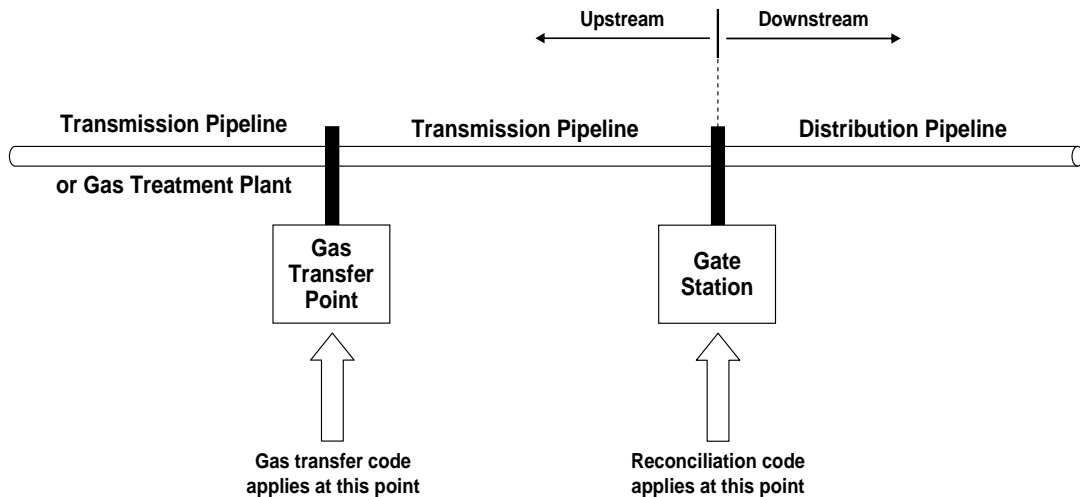 Upstream
Downstream
Transmission Pipeline
Transmission Pipeline
Distribution Pipeline
or Gas Treatment Plant
Gas
Transfer
Point
Gate
Station
Gas transfer code
applies at this point
Reconciliation code
applies at this point